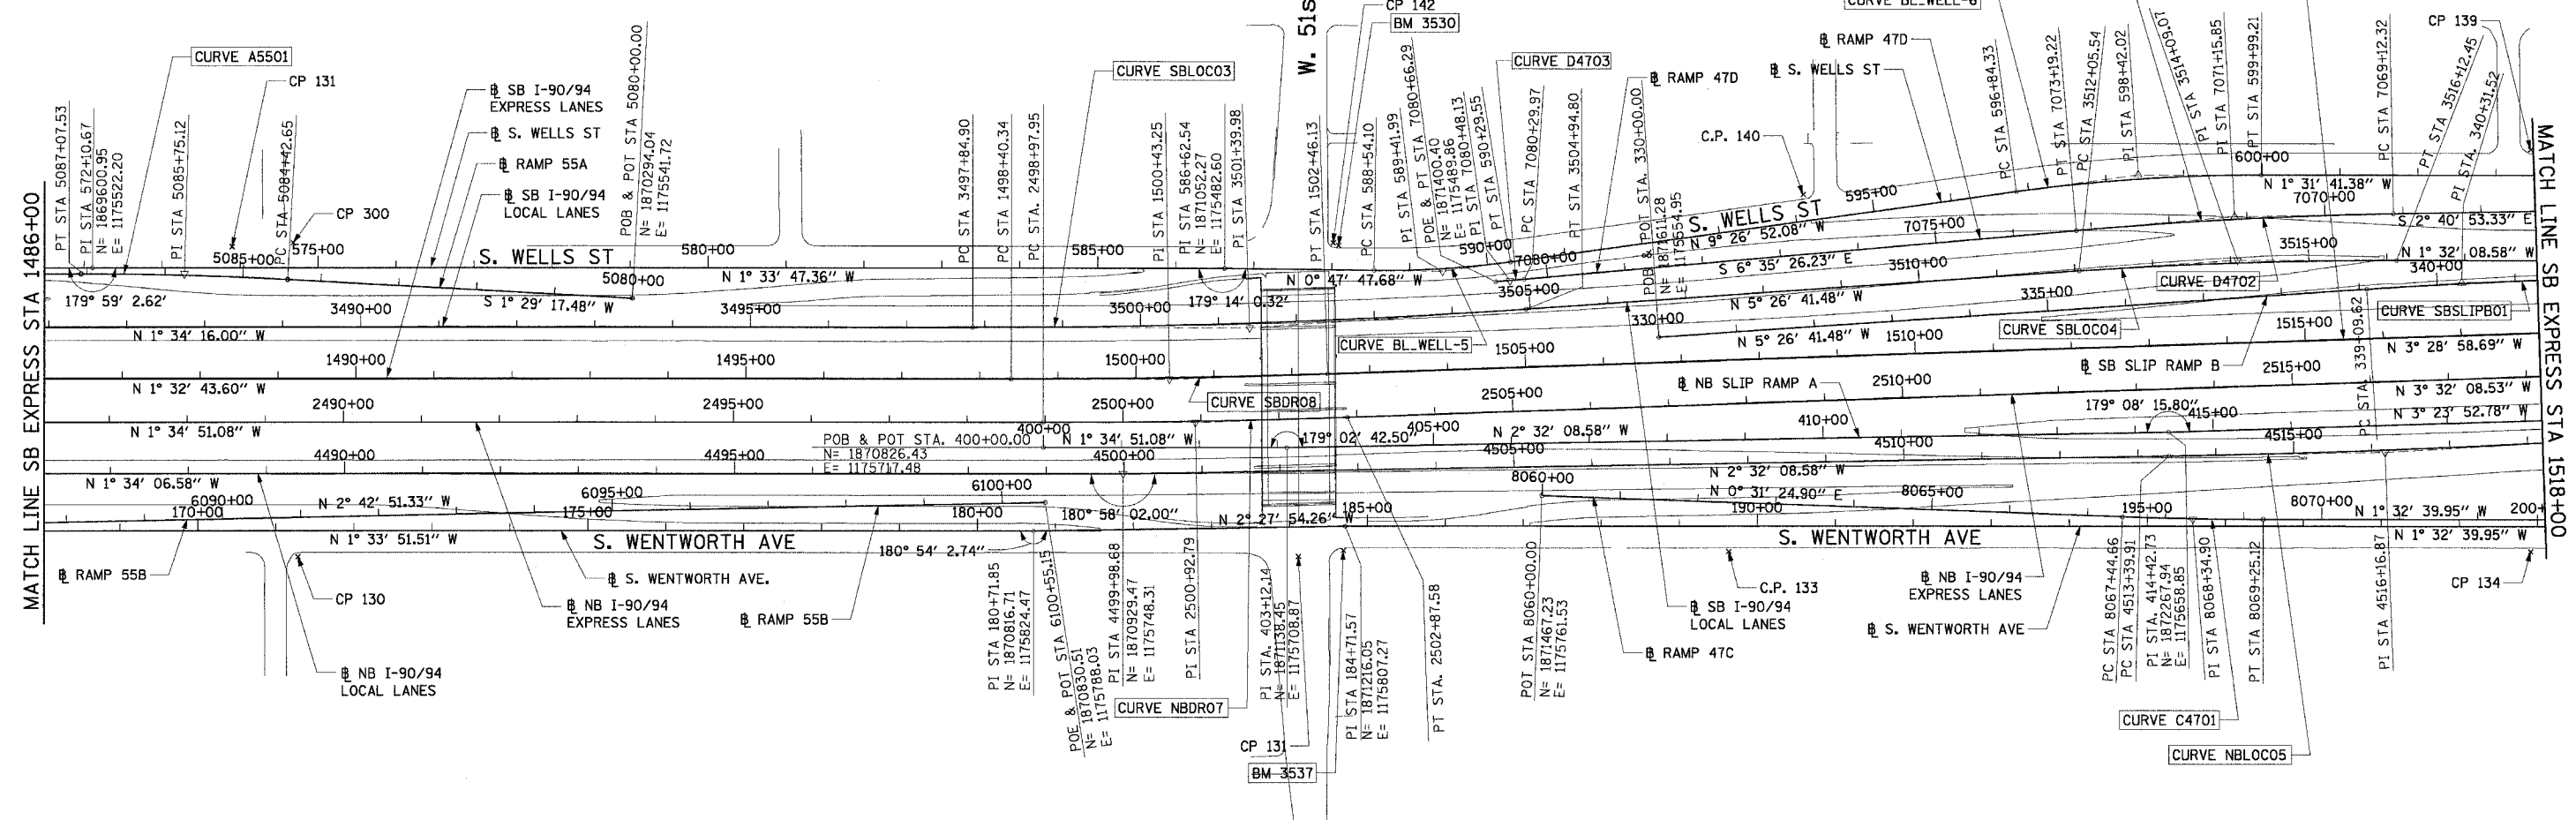 W. 51s
CP 142
BM 3530
CURVE BL_WELL-6
CURVE A5501
CP 131
℄ SB I-90/94
EXPRESS LANES
℄ S. WELLS ST
℄ RAMP 55A
℄ SB I-90/94
LOCAL LANES
CP 300
PT STA 5087+07.53
PI STA 572+10.67
N= 1869600.95
E= 1175522.20
PI STA 5085+75.12
PC STA 5084+42.65
POB & POT STA 5080+00.00
N= 1870294.04
E= 1175541.72
CURVE SBLOC03
PC STA 3497+84.90
PC STA 1498+40.34
PC STA. 2498+97.95
PI STA 1500+43.25
PI STA 586+62.54
N= 1871052.27
E= 1175482.60
PI STA 3501+39.98
PT STA 1502+46.13
PC STA 588+54.10
PI STA 589+41.99
POE & PT STA 7080+66.29
N= 1871400.40
E= 1175489.86
PI STA 7080+48.13
PT STA 590+29.55
CURVE D4703
PC STA 7080+29.97
PT STA 3504+94.80
℄ RAMP 47D
POB & POT STA. 330+00.00
N= 1871611.28
E= 1175554.95
C.P. 140
℄ S. WELLS ST
℄ RAMP 47D
PC STA 596+84.33
PT STA 7073+19.22
PC STA 3512+05.54
PI STA 598+42.02
PI STA 3514+09.07
PI STA 7071+15.85
PT STA 599+99.21
PC STA 7069+12.32
PT STA 3516+12.45
PI STA. 340+31.52
CP 139
MATCH LINE SB EXPRESS STA 1486+00
MATCH LINE SB EXPRESS STA 1518+00
5085+00
575+00
S. WELLS ST
580+00
585+00
590+00
S. WELLS ST
595+00
600+00
179° 59' 2.62'
S 1° 29' 17.48" W
5080+00
N 1° 33' 47.36" W
179° 14' 0.32'
N 0° 47' 47.68" W
7080+00
N 9° 26' 52.08" W
7075+00
N 1° 31' 41.38" W
7070+00
S 2° 40' 53.33" E
S 6° 35' 26.23" E
3490+00
3495+00
3500+00
3505+00
3510+00
3515+00
N 1° 32' 08.58" W
N 1° 34' 16.00" W
N 5° 26' 41.48" W
330+00
335+00
340+00
CURVE D4702
CURVE SBSLIPB01
CURVE SBLOC04
N 5° 26' 41.48" W
CURVE BL_WELL-5
1490+00
1495+00
1500+00
1505+00
1510+00
1515+00
N 3° 28' 58.69" W
N 1° 32' 43.60" W
CURVE SBDR08
℄ NB SLIP RAMP A
℄ SB SLIP RAMP B
PC STA. 339+09.62
2490+00
2495+00
2500+00
2505+00
2510+00
2515+00
N 3° 32' 08.53" W
N 1° 34' 51.08" W
400+00
N 1° 34' 51.08" W
POB & POT STA. 400+00.00
N= 1870826.43
E= 1175717.48
179° 02' 42.50"
405+00
N 2° 32' 08.58" W
410+00
179° 08' 15.80"
415+00
N 3° 23' 52.78" W
4490+00
4495+00
4500+00
4505+00
4510+00
4515+00
N 1° 34' 06.58" W
N 2° 32' 08.58" W
6090+00
N 2° 42' 51.33" W
6095+00
6100+00
180° 58' 02.00"
8060+00
N 0° 31' 24.90" E
8065+00
8070+00
N 1° 32' 39.95" W
170+00
175+00
180+00
N 2° 27' 54.26" W
185+00
190+00
195+00
200+
N 1° 33' 51.51" W
S. WENTWORTH AVE
180° 54' 2.74"
S. WENTWORTH AVE
N 1° 32' 39.95" W
℄ RAMP 55B
CP 130
℄ NB I-90/94
LOCAL LANES
℄ S. WENTWORTH AVE.
℄ NB I-90/94
EXPRESS LANES
℄ RAMP 55B
PI STA 180+71.85
N= 1870816.71
E= 1175824.47
POE & POT STA 6100+55.15
N= 1870830.51
E= 1175788.03
PI STA 4499+98.68
N= 1870929.47
E= 1175748.31
PI STA 2500+92.79
CURVE NBDR07
PI STA. 403+12.14
N= 1871138.45
E= 1175708.87
CP 131
BM 3537
PI STA 184+71.57
N= 1871216.05
E= 1175807.27
PT STA. 2502+87.58
POT STA 8060+00.00
N= 1871467.23
E= 1175761.53
℄ RAMP 47C
℄ SB I-90/94
LOCAL LANES
C.P. 133
℄ NB I-90/94
EXPRESS LANES
℄ S. WENTWORTH AVE
PC STA 8067+44.66
PC STA 4513+39.91
PI STA. 414+42.73
N= 1872267.94
E= 1175658.85
PI STA 8068+34.90
PT STA 8069+25.12
PI STA 4516+16.87
CURVE C4701
CURVE NBLOC05
CP 134